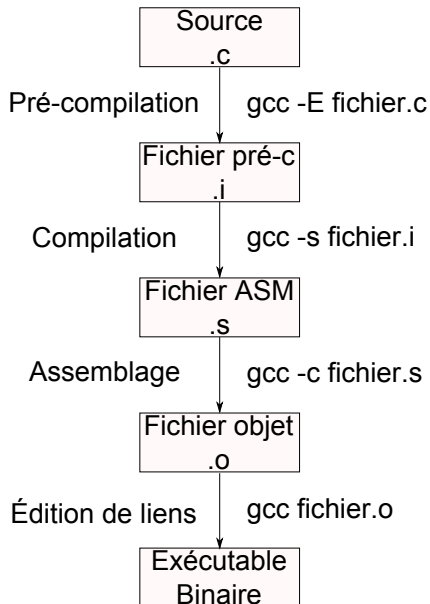 Source
.c
Pré-compilation gcc -E fichier.c
Fichier pré-c
.i
Compilation gcc -s fichier.i
Fichier ASM
.s
Assemblage gcc -c fichier.s
Fichier objet
.o
Édition de liens gcc fichier.o
Exécutable
Binaire